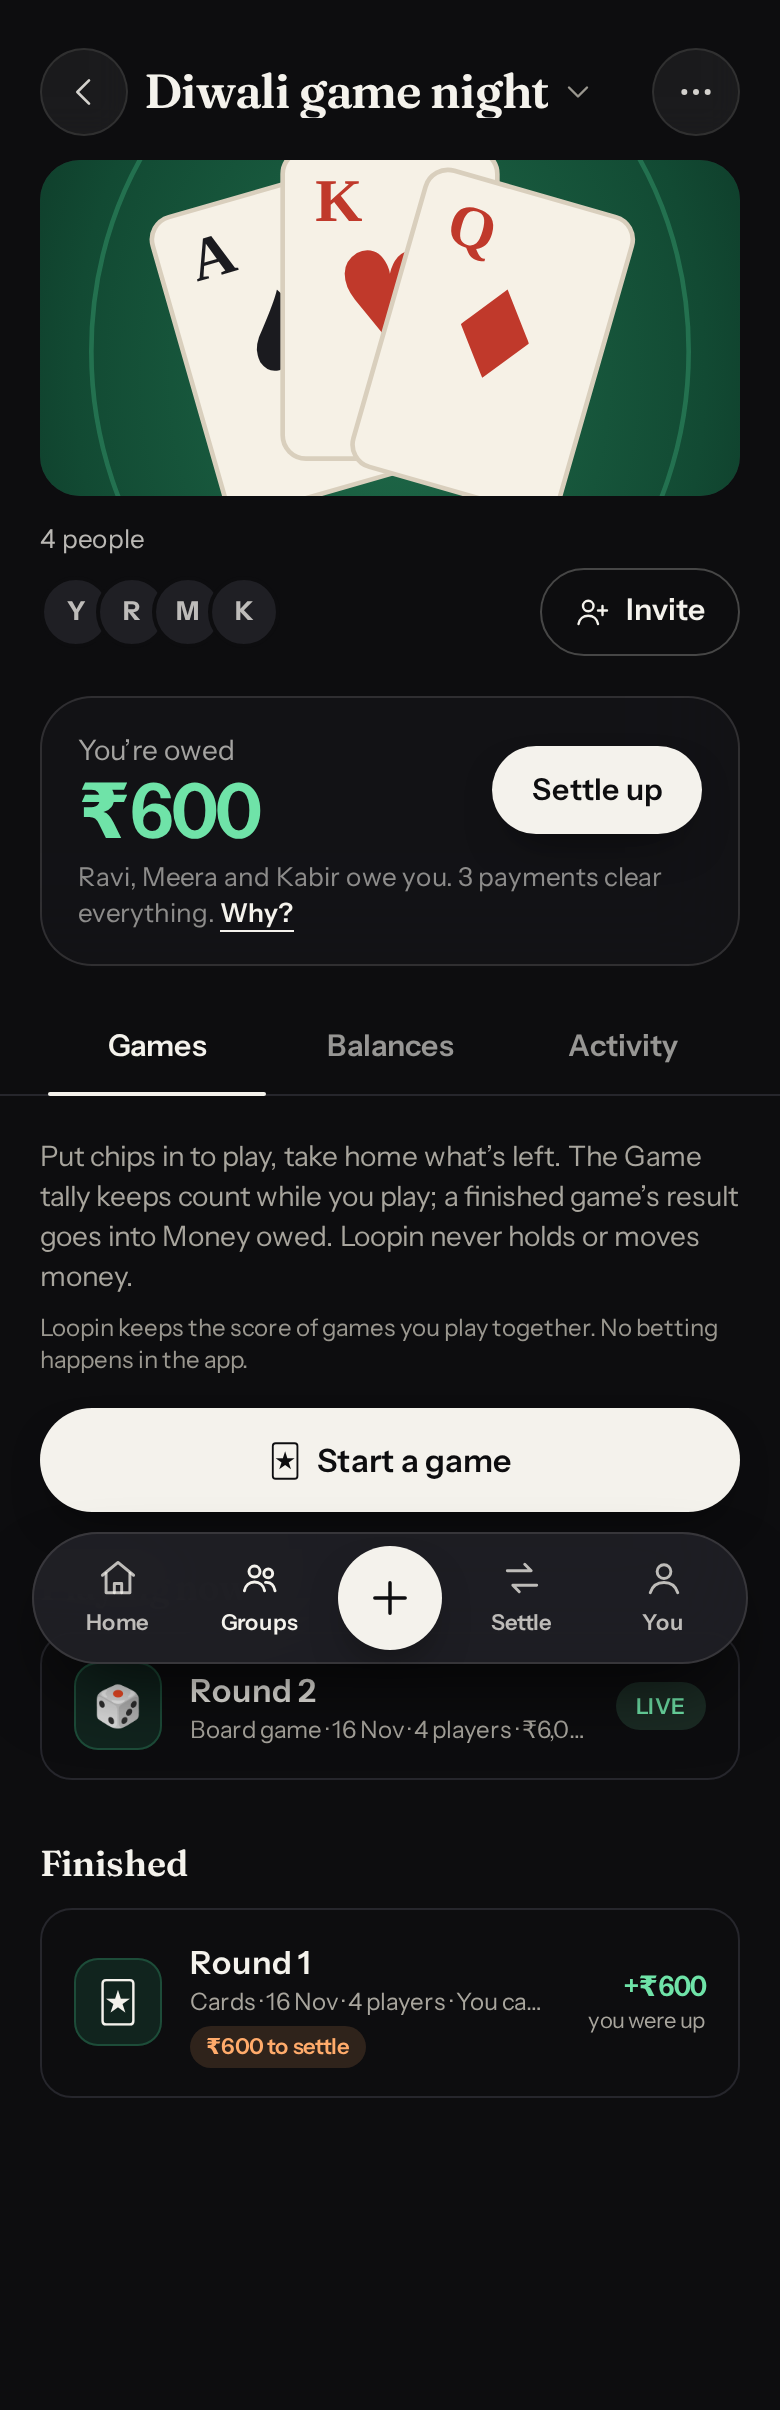 Diwali game night
A
K
Q
4 people
Y R M K
Invite
You’re owed
₹600
Settle up
Ravi, Meera and Kabir owe you. 3 payments clear
everything. Why?
Games Balances Activity
Put chips in to play, take home what’s left. The Game
tally keeps count while you play; a finished game’s result
goes into Money owed. Loopin never holds or moves
money.
Loopin keeps the score of games you play together. No betting
happens in the app.
Start a game
Home Groups Settle You
Round 2
Board game · 16 Nov · 4 players · ₹6,0...
LIVE
Finished
Round 1
Cards · 16 Nov · 4 players · You ca...
₹600 to settle
+₹600
you were up